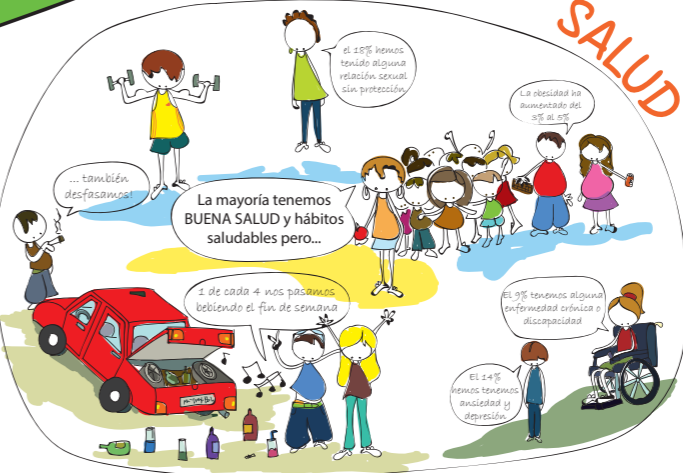 SALUD
el 18% hemos
tenido alguna
relación sexual
sin protección
La obesidad ha
aumentado del
3% al 5%
... también
desfasamos!
La mayoría tenemos
BUENA SALUD y hábitos
saludables pero...
1 de cada 4 nos pasamos
bebiendo el fin de semana
El 9% tenemos alguna
enfermedad crónica o
discapacidad
El 14%
hemos tenemos
ansiedad y
depresión